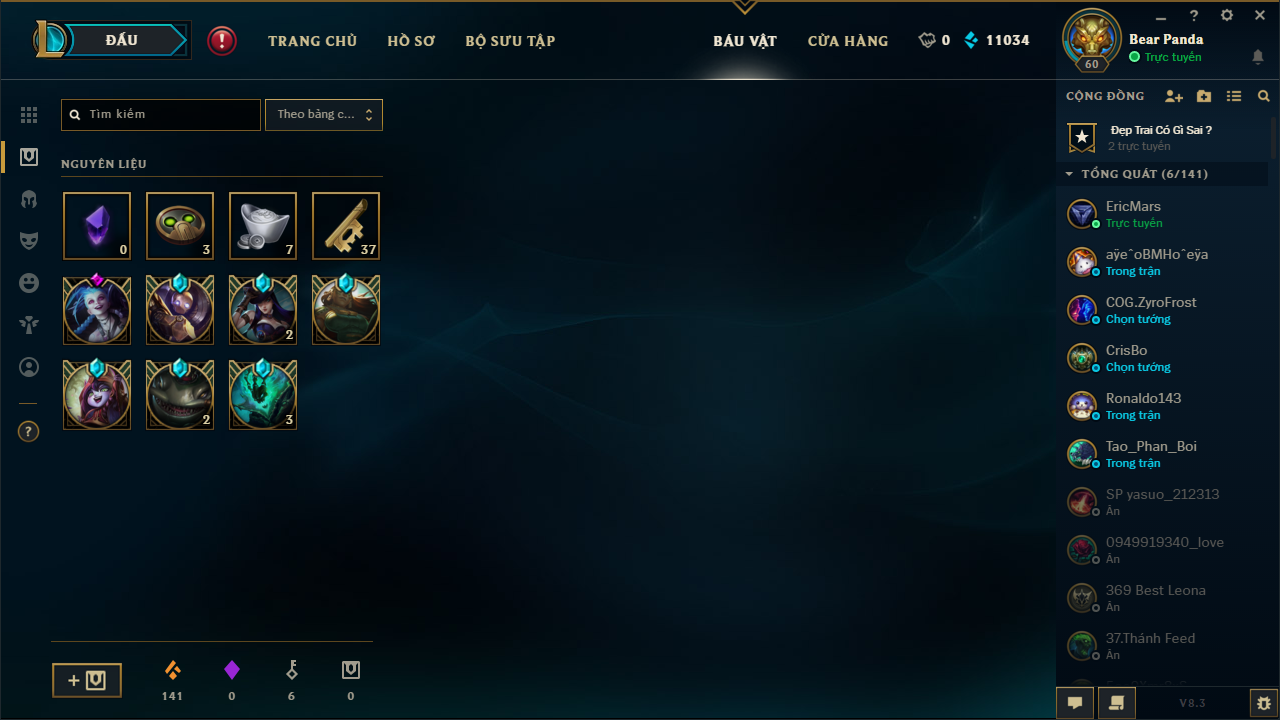 ĐẤU
TRANG CHỦ
HỒ SƠ
BỘ SƯU TẬP
BÁU VẬT
CỬA HÀNG
0
11034
60
Bear Panda
Trực tuyến
Tìm kiếm
Theo bảng c...
NGUYÊN LIỆU
0
3
7
37
2
2
3
141
0
6
0
CỘNG ĐỒNG
Đẹp Trai Có Gì Sai ?
2 trực tuyến
TỔNG QUÁT (6/141)
EricMars
Trực tuyến
aÿeˆoBMHoˆeÿa
Trong trận
COG.ZyroFrost
Chọn tướng
CrisBo
Chọn tướng
Ronaldo143
Trong trận
Tao_Phan_Boi
Trong trận
SP yasuo_212313
Ẩn
0949919340_love
Ẩn
369 Best Leona
Ẩn
37.Thánh Feed
Ẩn
V8.3